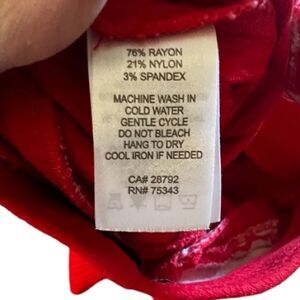 76% RAYON
21% NYLON
3% SPANDEX
MACHINE WASH IN
COLD WATER
GENTLE CYCLE
DO NOT BLEACH
HANG TO DRY
COOL IRON IF NEEDED
CA# 28792
RN# 75343